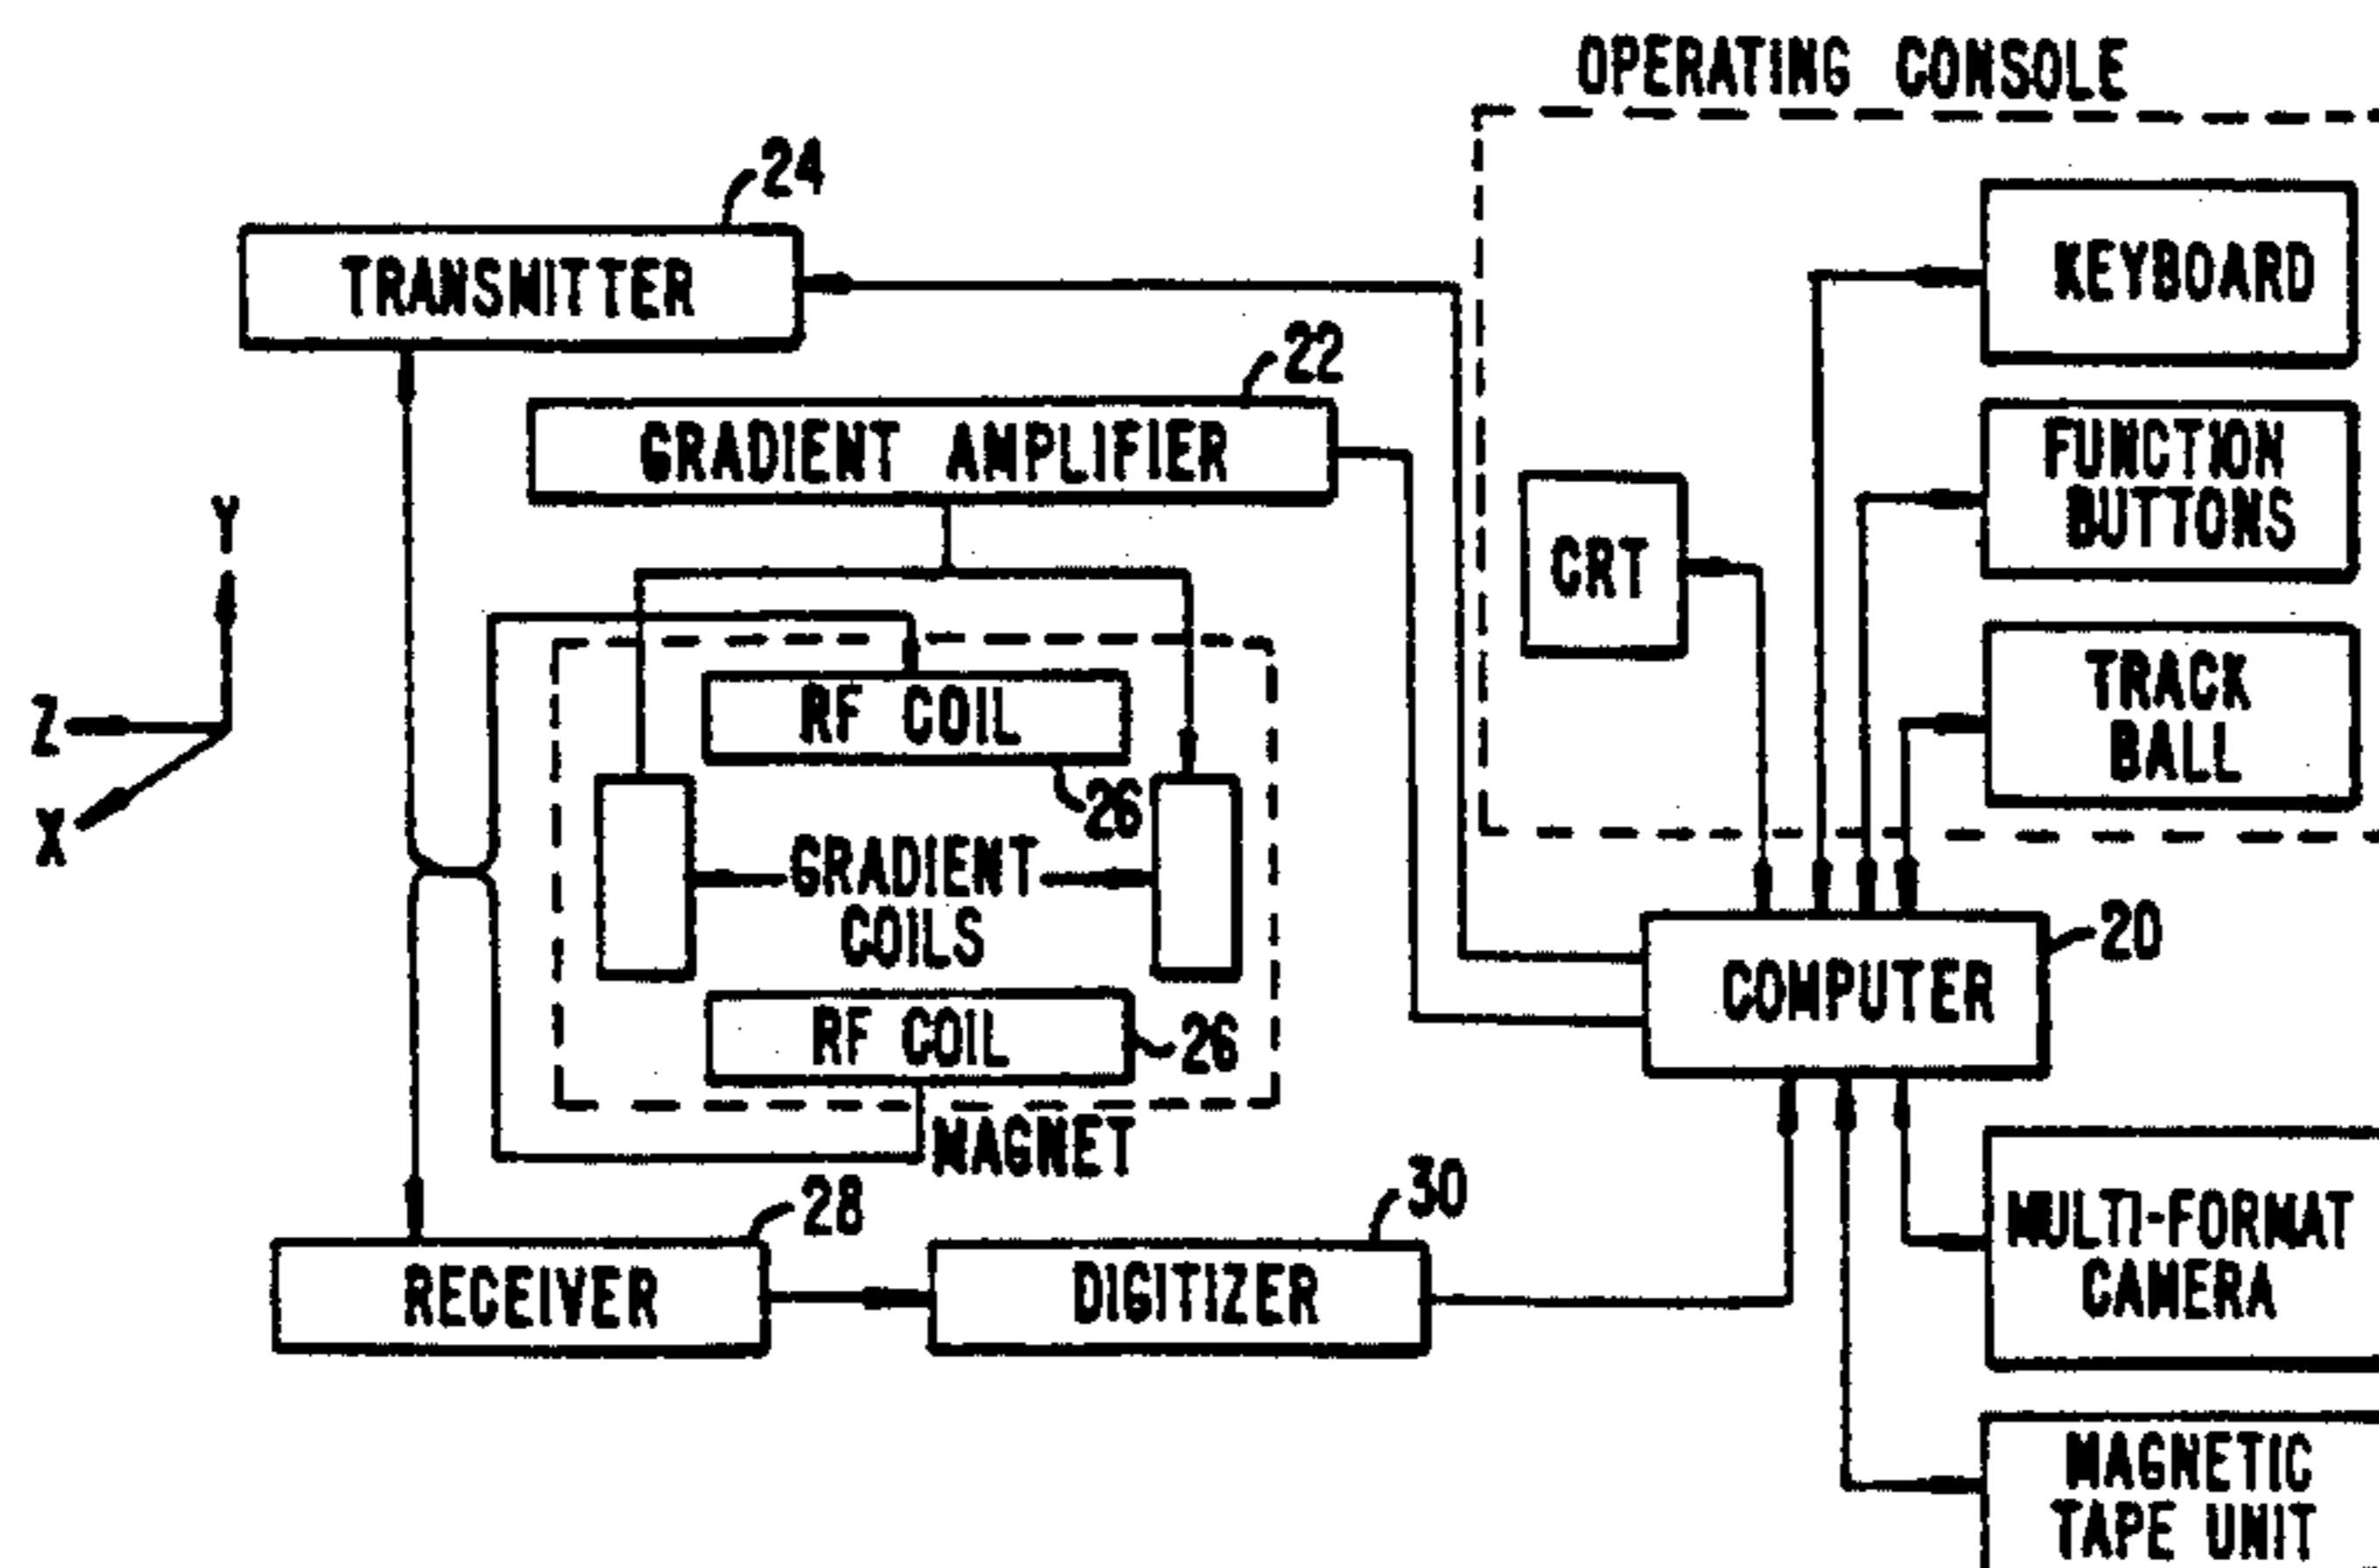 OPERATING CONSOLE
24
TRANSMITTER
KEYBOARD
22
GRADIENT AMPLIFIER
FUNCTION
BUTTONS
CRT
Y
Z
X
RF COIL
26
TRACK
BALL
GRADIENT
COILS
20
COMPUTER
RF COIL
26
MAGNET
28
30
RECEIVER
DIGITIZER
MULTI-FORMAT
CAMERA
MAGNETIC
TAPE UNIT